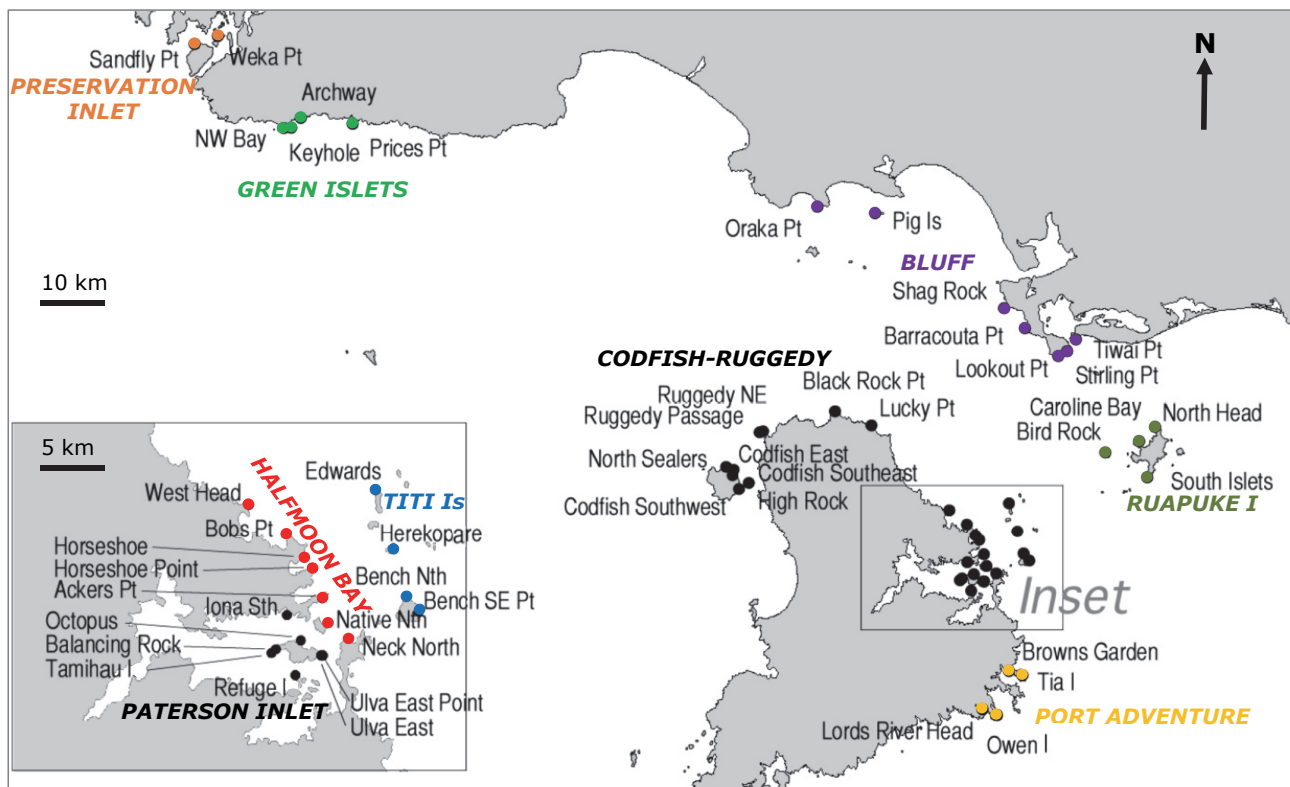 Sandfly Pt
Weka Pt
PRESERVATION
INLET
Archway
NW Bay
Keyhole
Prices Pt
GREEN ISLETS
N
Oraka Pt
Pig Is
BLUFF
Shag Rock
Barracouta Pt
Lookout Pt
Tiwai Pt
Stirling Pt
10 km
CODFISH-RUGGEDY
Black Rock Pt
Ruggedy NE
Lucky Pt
Ruggedy Passage
North Sealers
Codfish East
Codfish Southeast
Codfish Southwest
High Rock
Caroline Bay
North Head
Bird Rock
South Islets
RUAPUKE I
Inset
Browns Garden
Tia I
PORT ADVENTURE
Lords River Head
Owen I
5 km
Edwards
West Head
HALFMOON BAY
TITI Is
Bobs Pt
Herekopare
Horseshoe
Horseshoe Point
Ackers Pt
Bench Nth
Bench SE Pt
Iona Sth
Native Nth
Octopus
Neck North
Balancing Rock
Tamihau I
Refuge I
Ulva East Point
PATERSON INLET
Ulva East